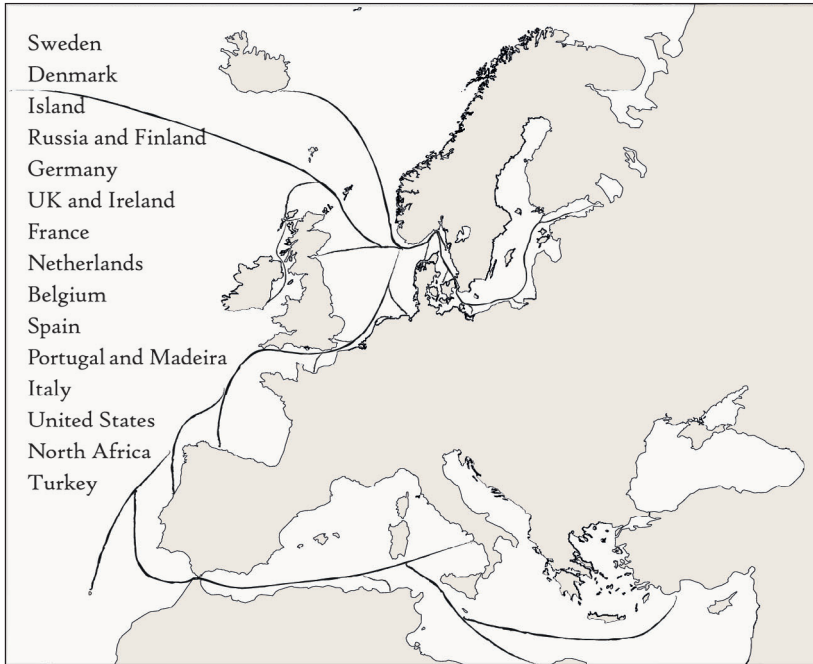 Sweden
Denmark
Island
Russia and Finland
Germany
UK and Ireland
France
Netherlands
Belgium
Spain
Portugal and Madeira
Italy
United States
North Africa
Turkey